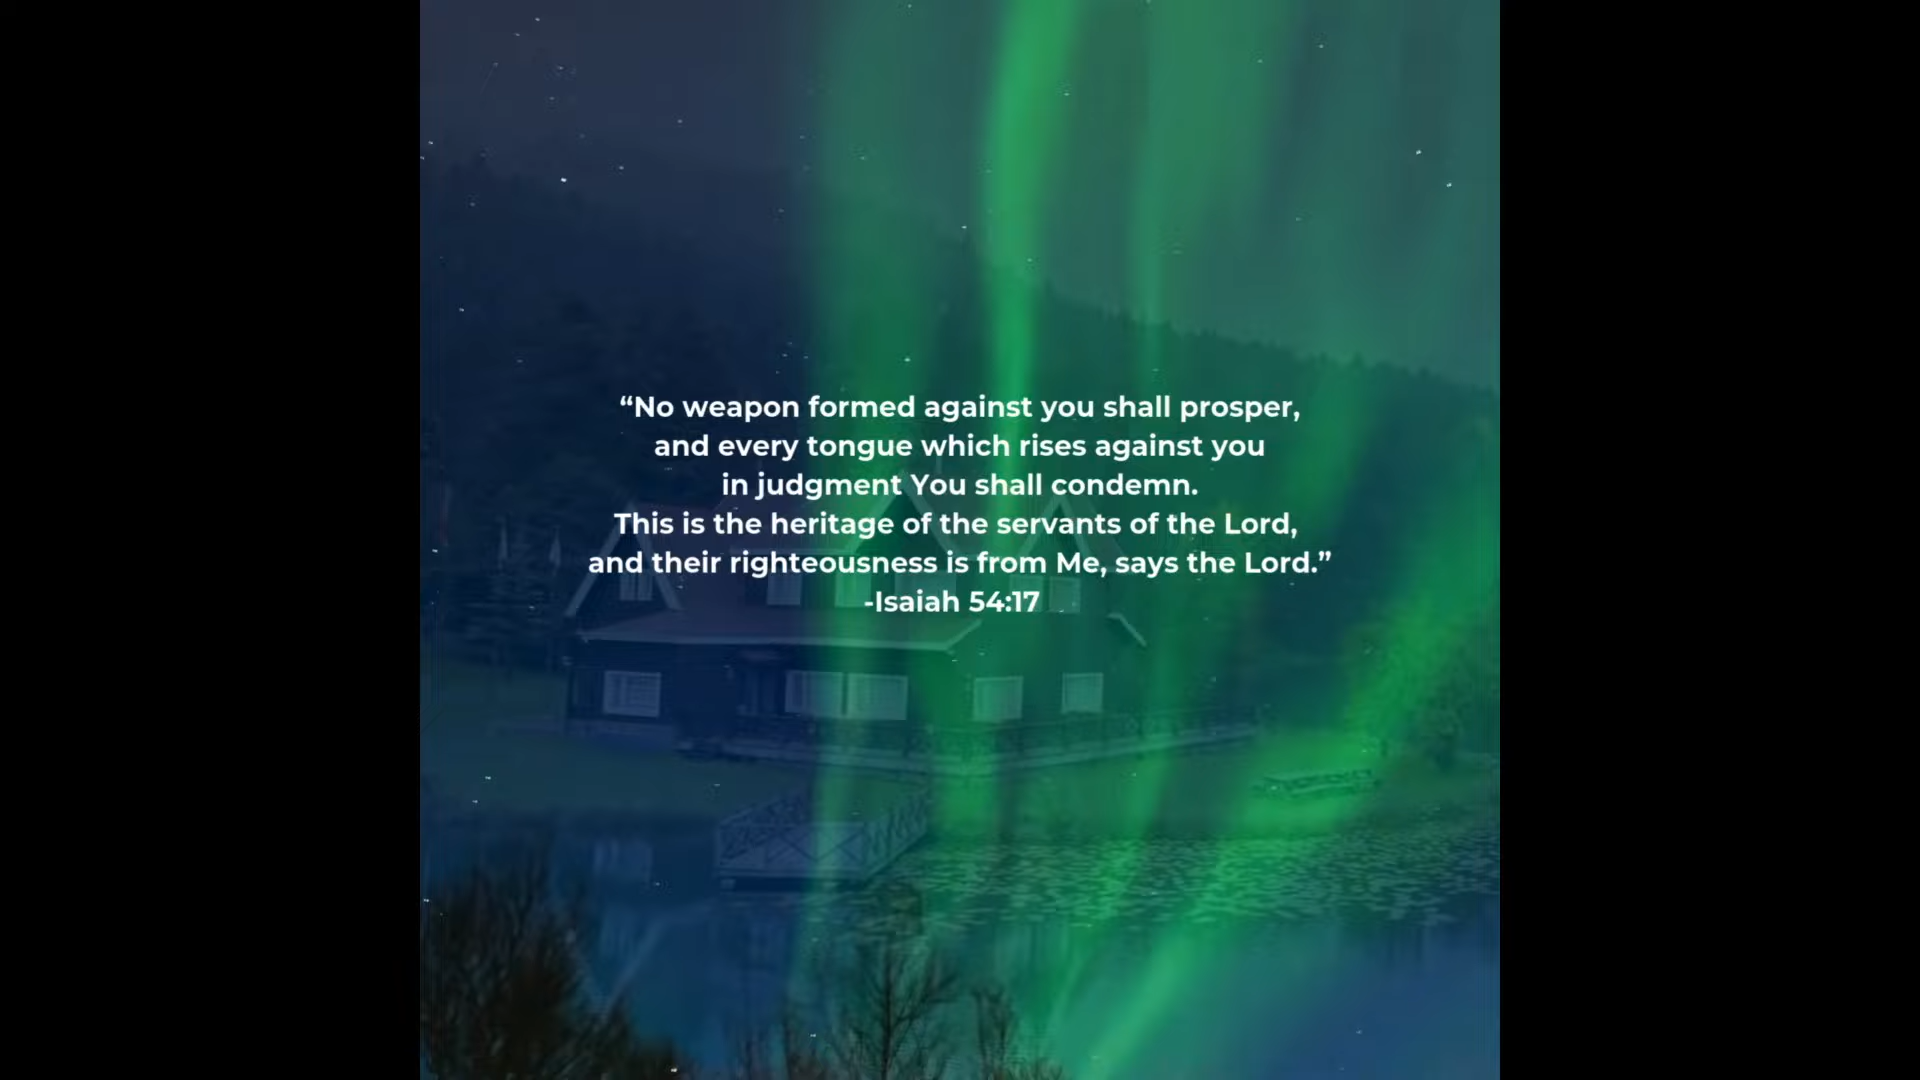 “No weapon formed against you shall prosper,
and every tongue which rises against you
in judgment You shall condemn.
This is the heritage of the servants of the Lord,
and their righteousness is from Me, says the Lord.”
-Isaiah 54:17